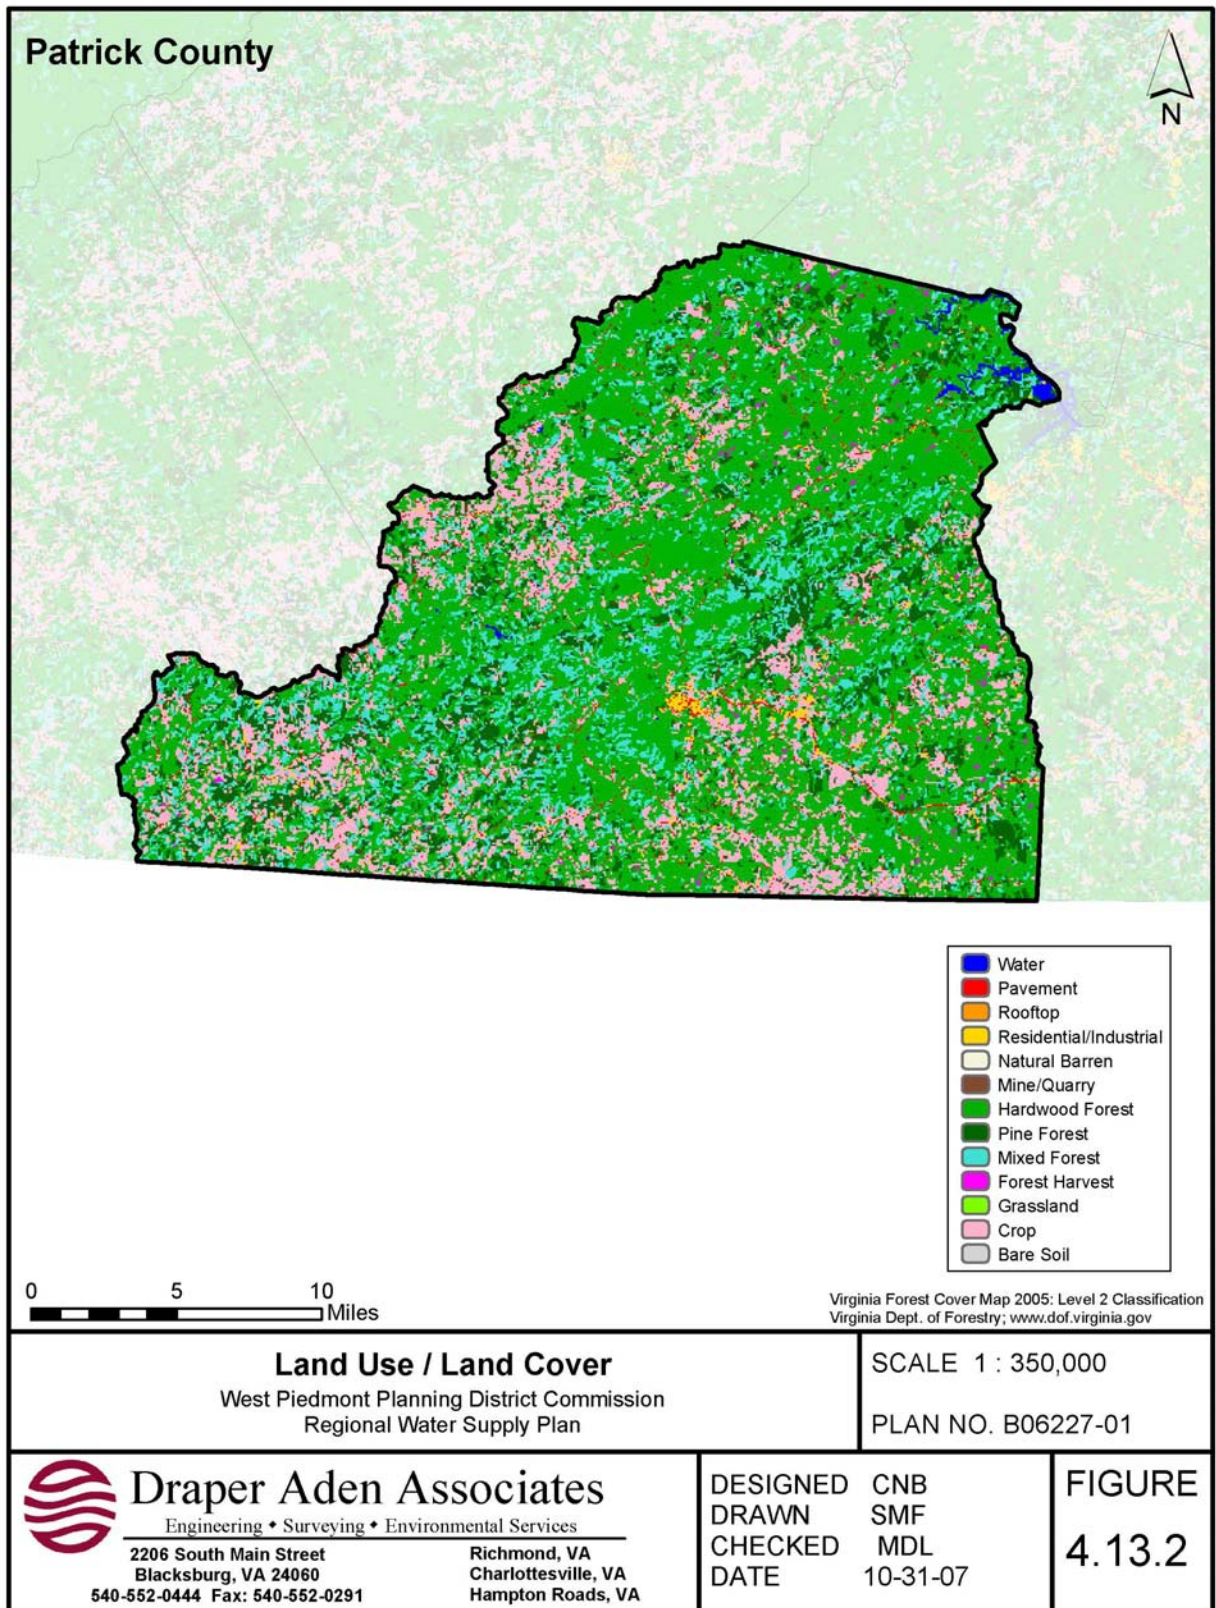 Patrick County
N
Water
Pavement
Rooftop
Residential/Industrial
Natural Barren
Mine/Quarry
Hardwood Forest
Pine Forest
Mixed Forest
Forest Harvest
Grassland
Crop
Bare Soil
0 5 10
Miles
Virginia Forest Cover Map 2005: Level 2 Classification
Virginia Dept. of Forestry; www.dof.virginia.gov
Land Use / Land Cover
West Piedmont Planning District Commission
Regional Water Supply Plan
SCALE 1 : 350,000
PLAN NO. B06227-01
Draper Aden Associates
Engineering • Surveying • Environmental Services
2206 South Main Street
Blacksburg, VA 24060
540-552-0444 Fax: 540-552-0291
Richmond, VA
Charlottesville, VA
Hampton Roads, VA
DESIGNED CNB
DRAWN SMF
CHECKED MDL
DATE 10-31-07
FIGURE
4.13.2